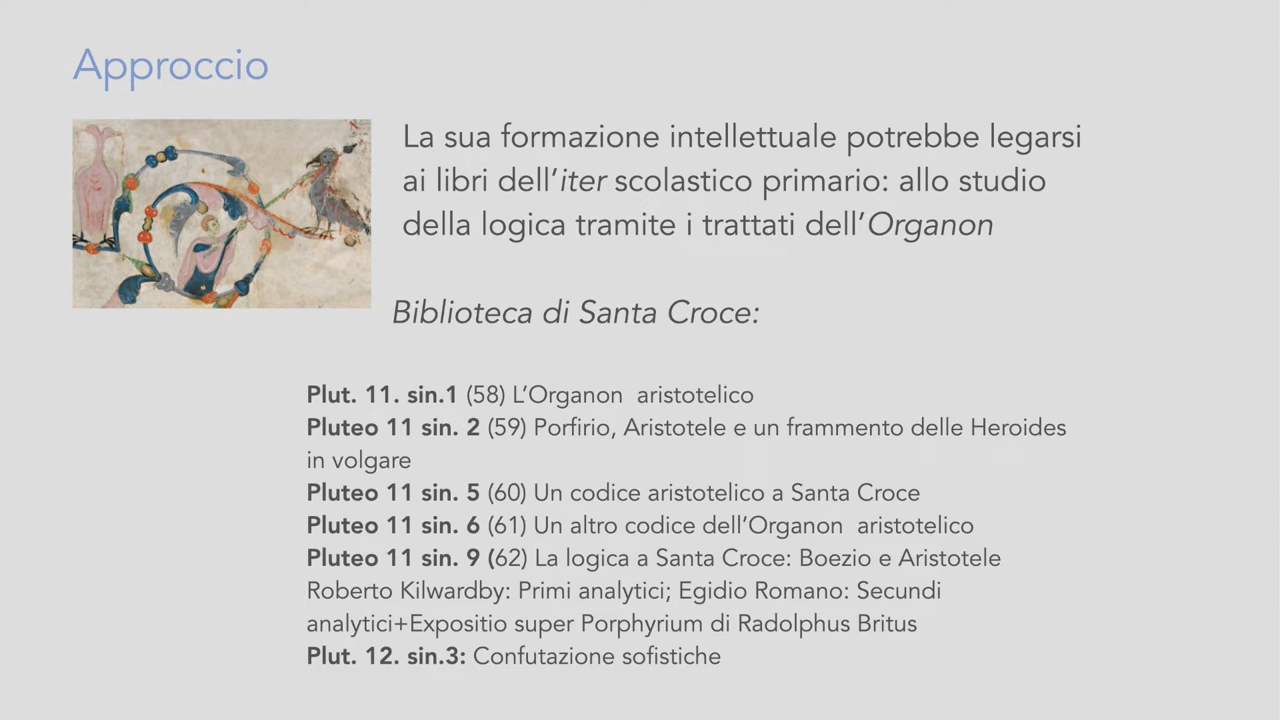 Approccio
La sua formazione intellettuale potrebbe legarsi
ai libri dell’iter scolastico primario: allo studio
della logica tramite i trattati dell’Organon
Biblioteca di Santa Croce:
Plut. 11. sin.1 (58) L’Organon  aristotelico
Pluteo 11 sin. 2 (59) Porfirio, Aristotele e un frammento delle Heroides
in volgare
Pluteo 11 sin. 5 (60) Un codice aristotelico a Santa Croce
Pluteo 11 sin. 6 (61) Un altro codice dell’Organon  aristotelico
Pluteo 11 sin. 9 (62) La logica a Santa Croce: Boezio e Aristotele
Roberto Kilwardby: Primi analytici; Egidio Romano: Secundi
analytici+Expositio super Porphyrium di Radolphus Britus
Plut. 12. sin.3: Confutazione sofistiche